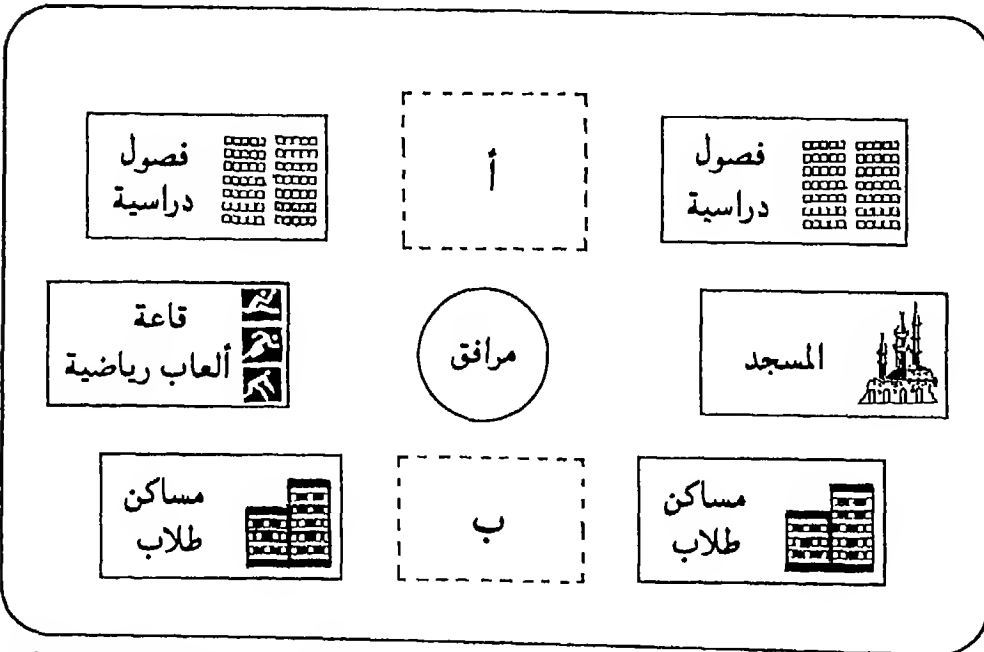 فصول
دراسية
أ
فصول
دراسية
المسجد
مرافق
قاعة
ألعاب رياضية
مساكن
طلاب
ب
مساكن
طلاب